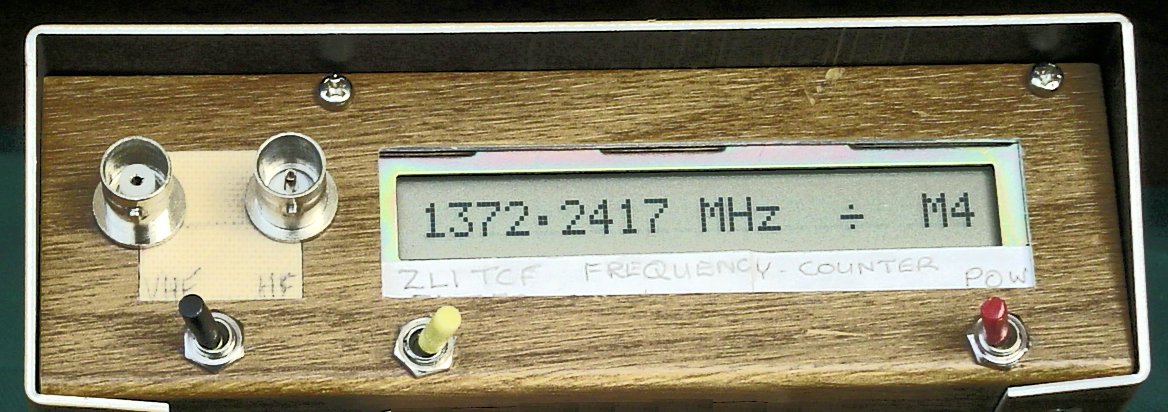 1372.2417 MHz ÷ M4
ZL1TCF FREQUENCY COUNTER
POW
VHF HF